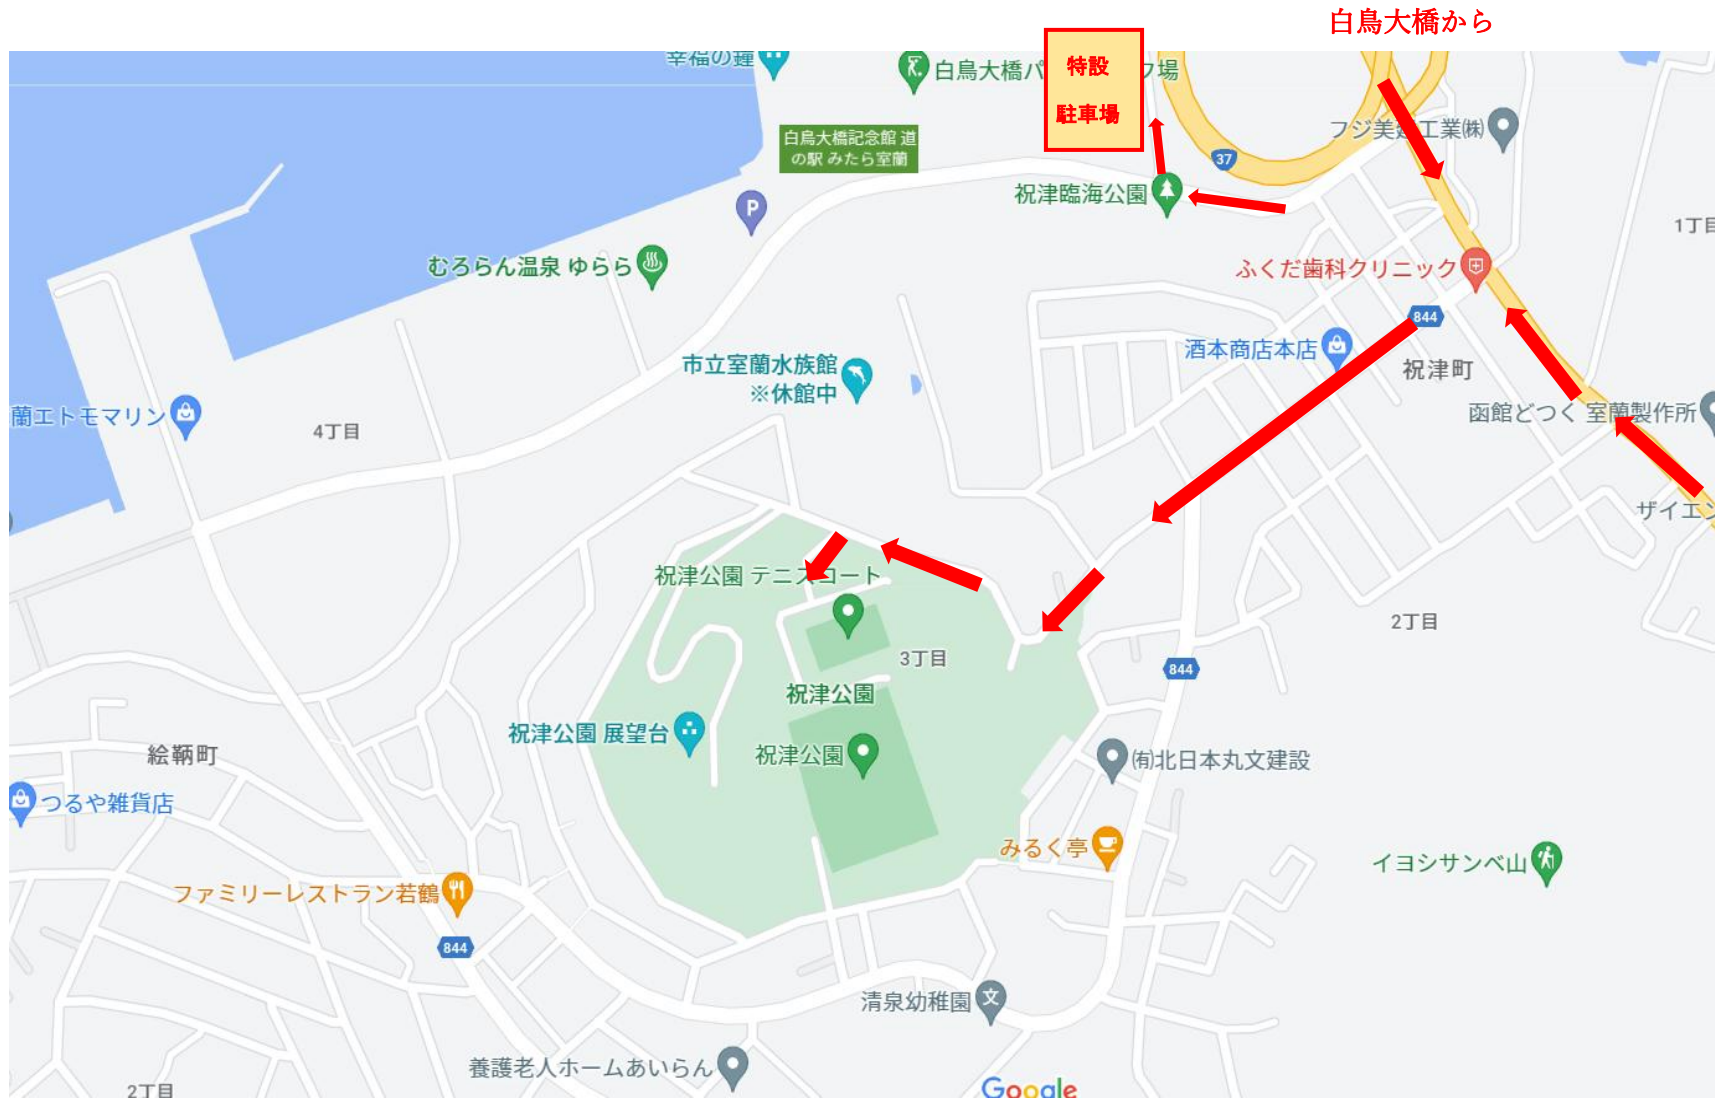 白鳥大橋から
幸福の鐘
白鳥大橋パ
フ場
特設
駐車場
フジ美
工業㈱
白鳥大橋記念館 道
の駅 みたら室蘭
37
祝津臨海公園
P
1丁目
むろらん温泉 ゆらら
ふくだ歯科クリニック
844
酒本商店本店
祝津町
市立室蘭水族館
※休館中
蘭エトモマリン
4丁目
函館どつく 室蘭製作所
ザイエン
祝津公園 テニスコート
2丁目
3丁目
844
祝津公園
祝津公園 展望台
祝津公園
㈲北日本丸文建設
絵鞆町
つるや雑貨店
みるく亭
イヨシサンベ山
ファミリーレストラン若鶴
844
清泉幼稚園
文
養護老人ホームあいらん
2丁目
Google